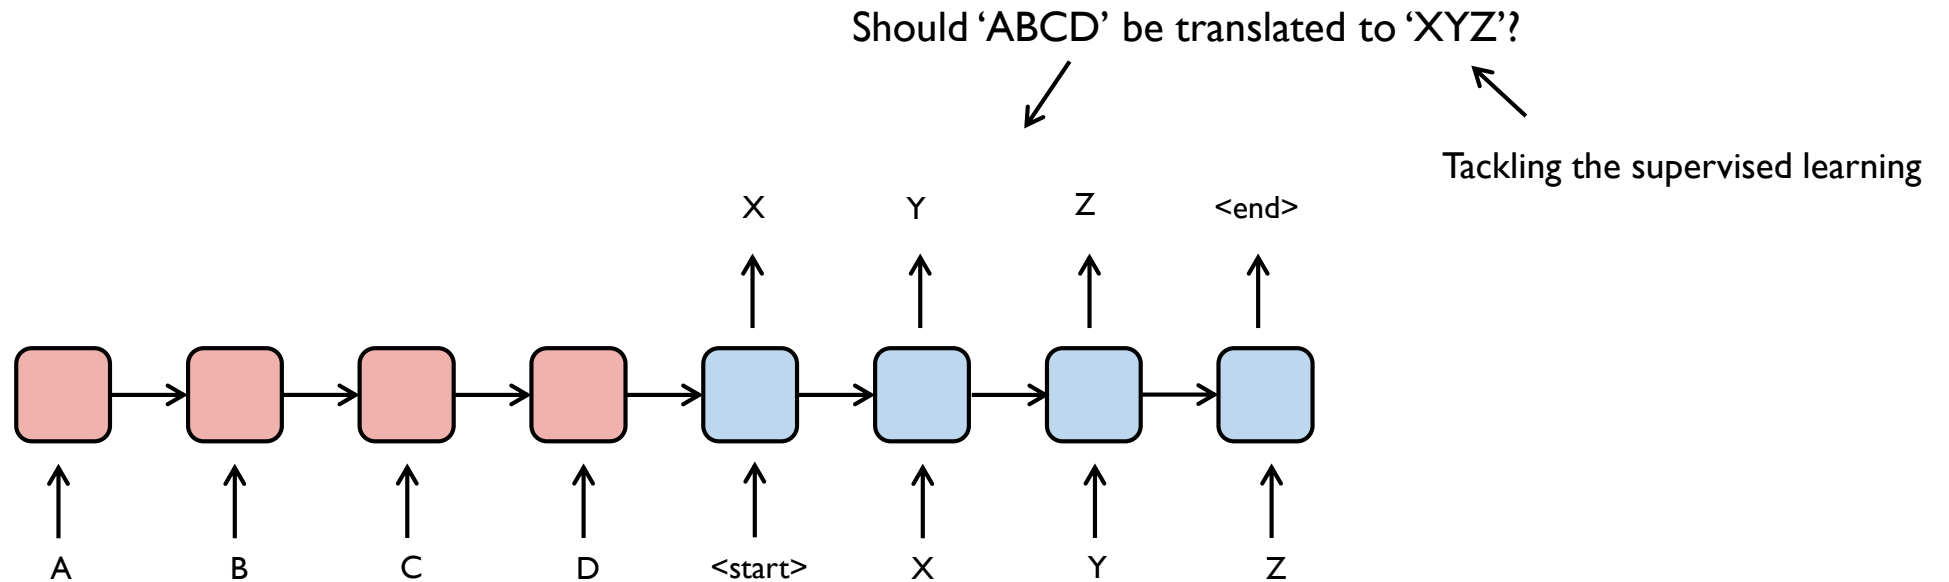 Should ‘ABCD’ be translated to ‘XYZ’?
Tackling the supervised learning
X Y Z <end>
A B C D <start> X Y Z